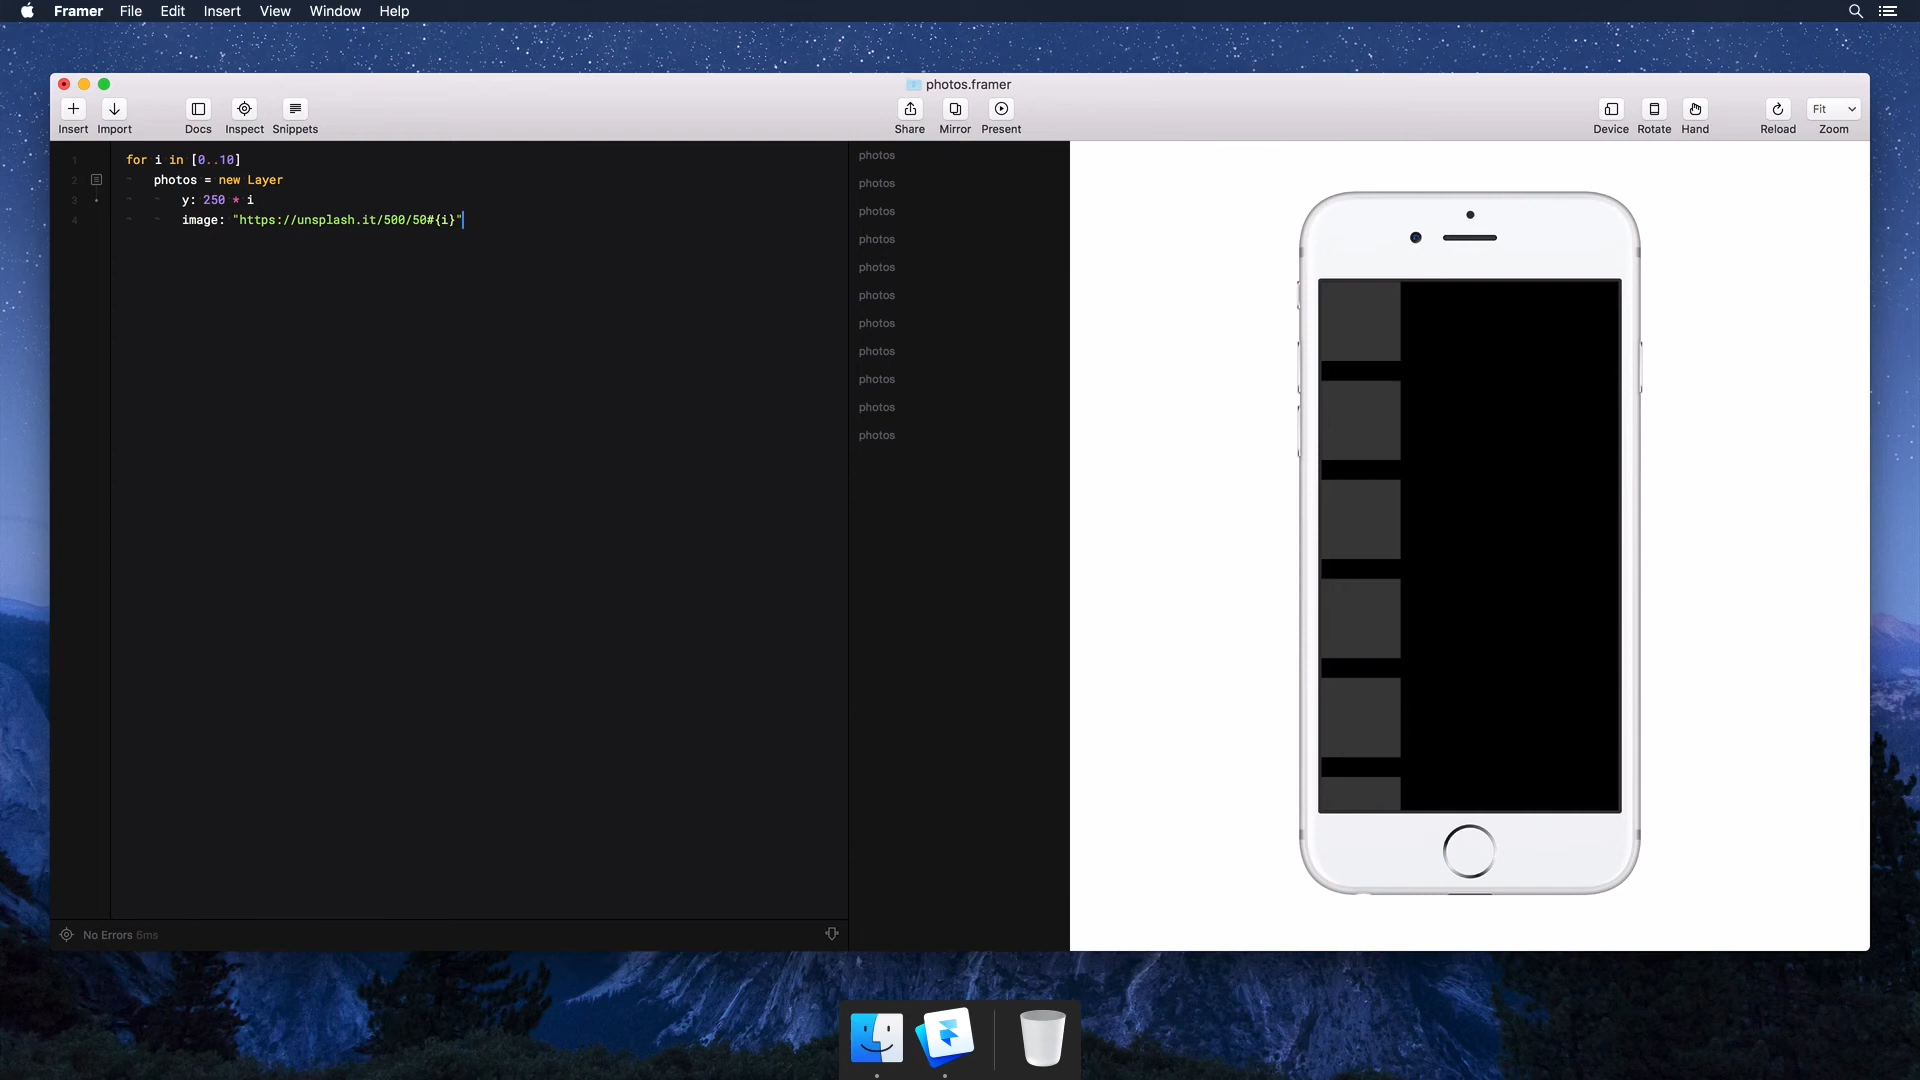 Framer File Edit Insert View Window Help
photos.framer
Insert Import Docs Inspect Snippets Share Mirror Present Device Rotate Hand Reload Fit Zoom
1 for i in [0..10]
2 photos = new Layer
3 y: 250 * i
4 image: "https://unsplash.it/500/50#{i}"
photos
photos
photos
photos
photos
photos
photos
photos
photos
photos
photos
No Errors 6ms